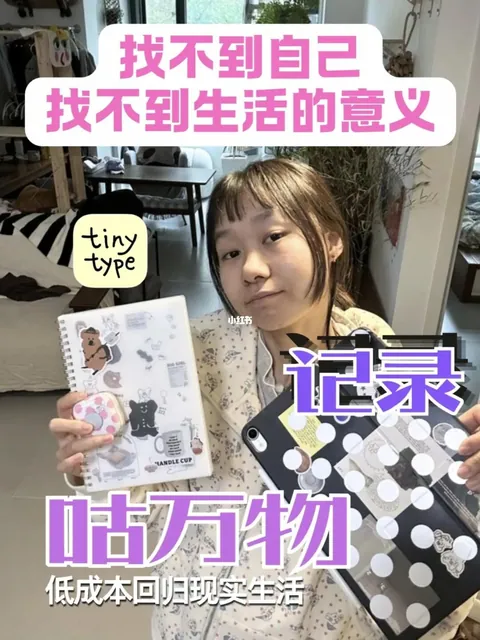 找不到自己
找不到生活的意义
tiny
type
小红书
记录
HANDLE CUP
咕万物
低成本回归现实生活